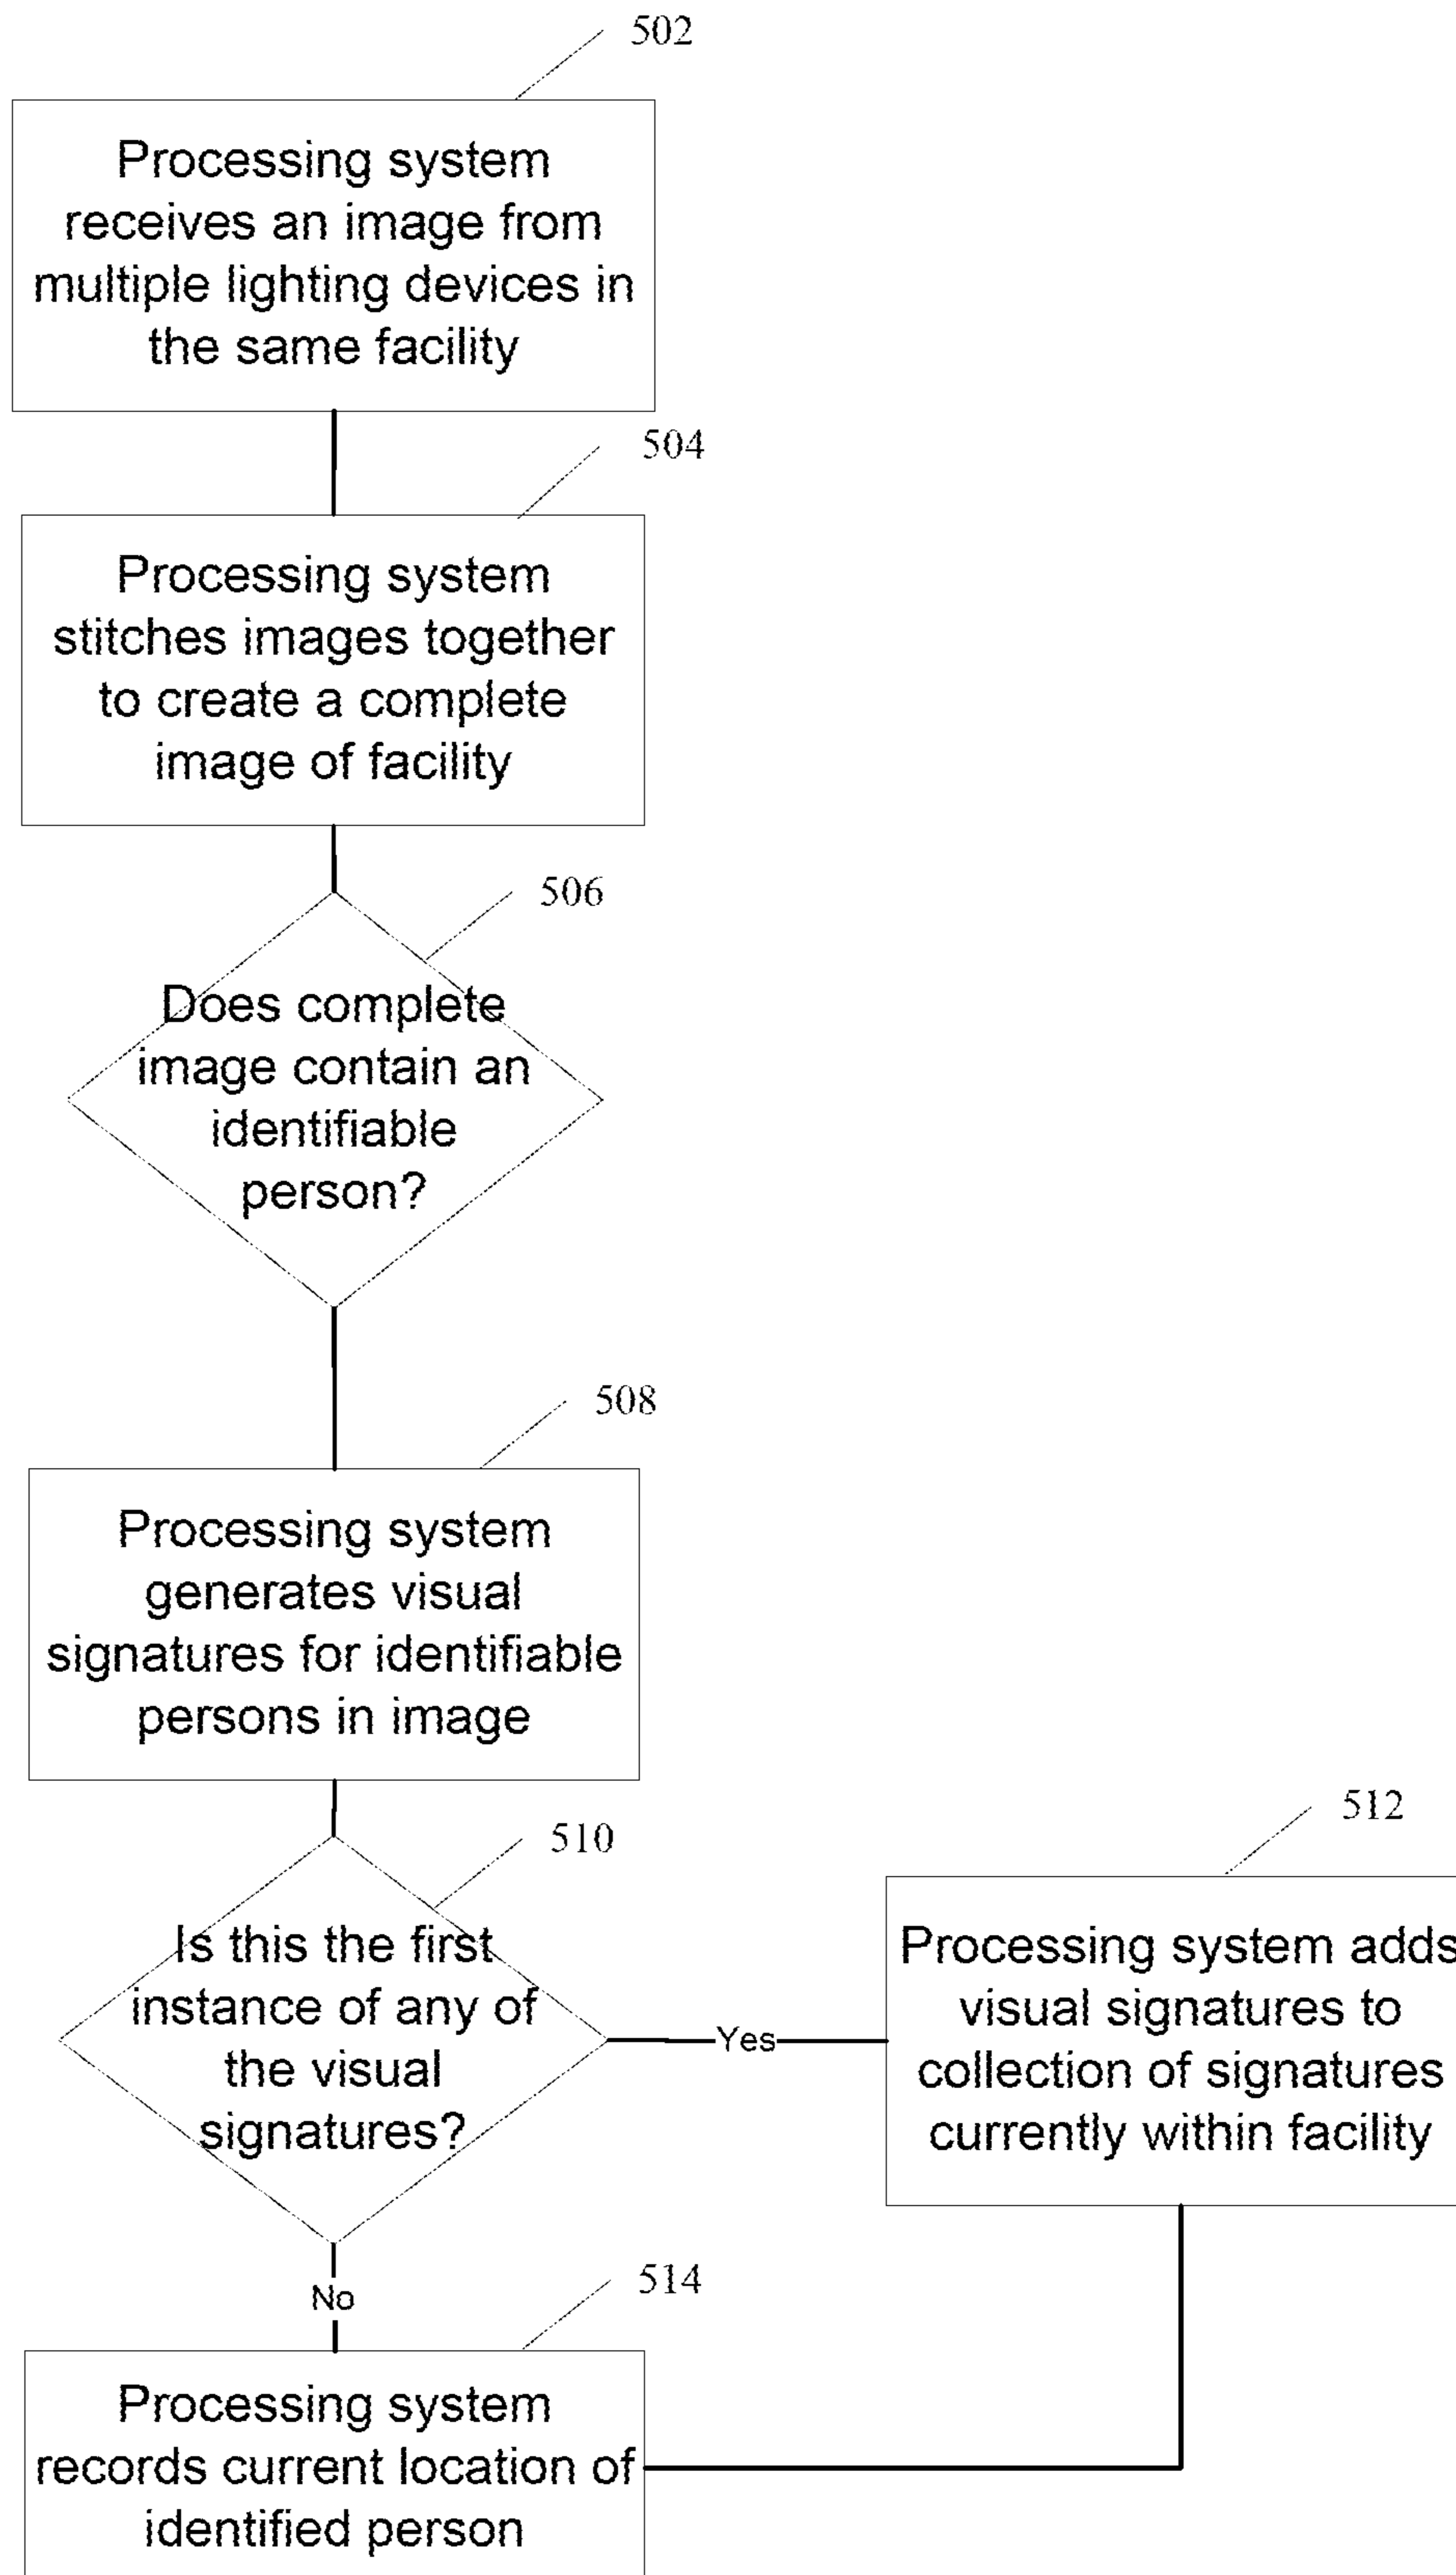 502
Processing system
receives an image from
multiple lighting devices in
the same facility
504
Processing system
stitches images together
to create a complete
image of facility
506
Does complete
image contain an
identifiable
person?
508
Processing system
generates visual
signatures for identifiable
persons in image
510
Is this the first
instance of any of
the visual
signatures?
Yes
512
Processing system adds
visual signatures to
collection of signatures
currently within facility
No
514
Processing system
records current location of
identified person